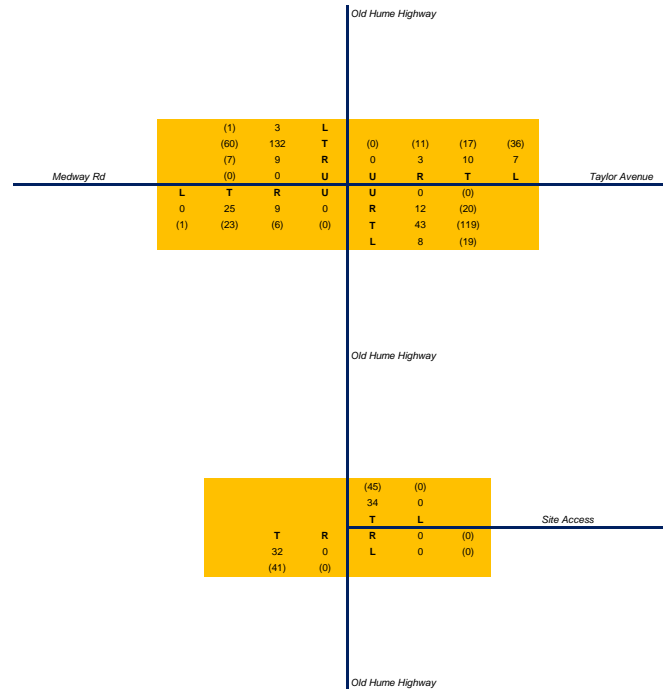 Old Hume Highway
(1) 3 L
(60) 132 T (0) (11) (17) (36)
(7) 9 R 0 3 10 7
Medway Rd (0) 0 U U R T L Taylor Avenue
L T R U U 0 (0)
0 25 9 0 R 12 (20)
(1) (23) (6) (0) T 43 (119)
L 8 (19)
Old Hume Highway
(45) (0)
34 0
T L Site Access
T R R 0 (0)
32 0 L 0 (0)
(41) (0)
Old Hume Highway